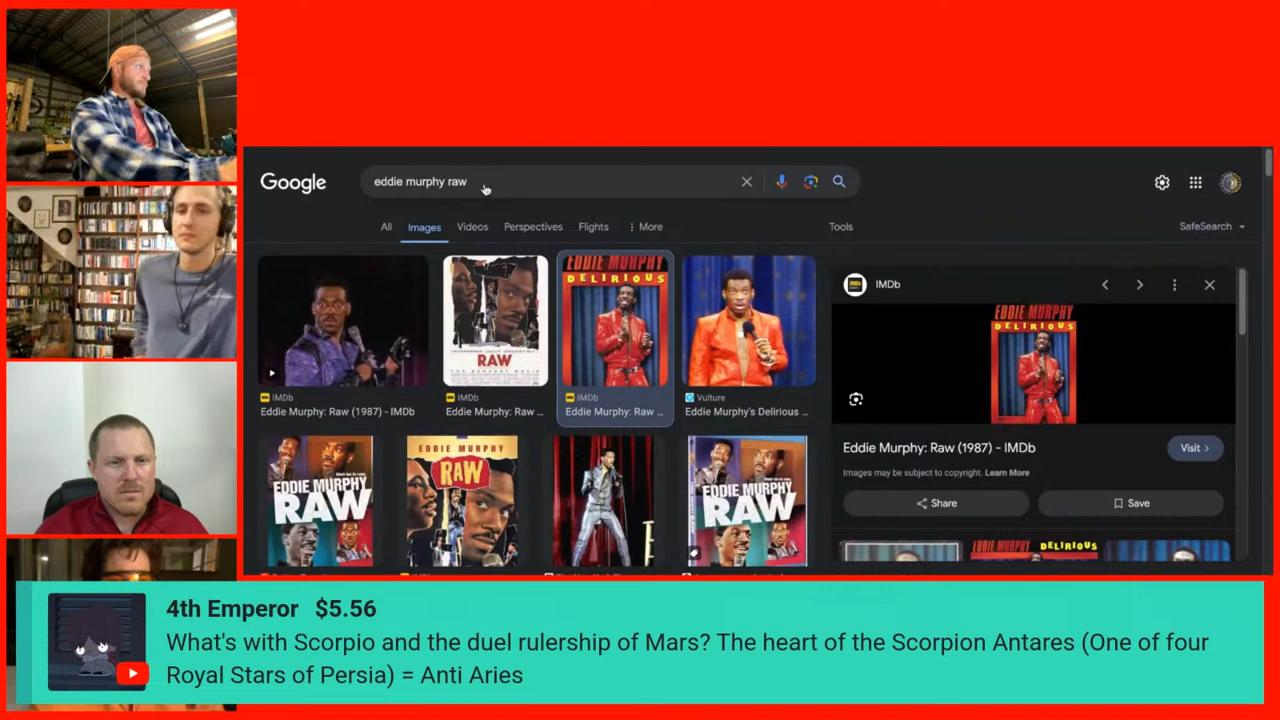 Google
eddie murphy raw
All
Images
Videos
Perspectives
Flights
More
Tools
SafeSearch
IMDb
Eddie Murphy: Raw (1987) - IMDb
RAW
IMDb
Eddie Murphy: Raw ...
EDDIE MURPHY
DELIRIOUS
IMDb
Eddie Murphy: Raw ...
Vulture
Eddie Murphy's Delirious ...
IMDb
EDDIE MURPHY
DELIRIOUS
Eddie Murphy: Raw (1987) - IMDb
Visit
Images may be subject to copyright. Learn More
Share
Save
EDDIE MURPHY
RAW
EDDIE MURPHY
RAW
EDDIE MURPHY
RAW
EDDIE MURPHY
DELIRIOUS
4th Emperor $5.56
What's with Scorpio and the duel rulership of Mars? The heart of the Scorpion Antares (One of four
Royal Stars of Persia) = Anti Aries